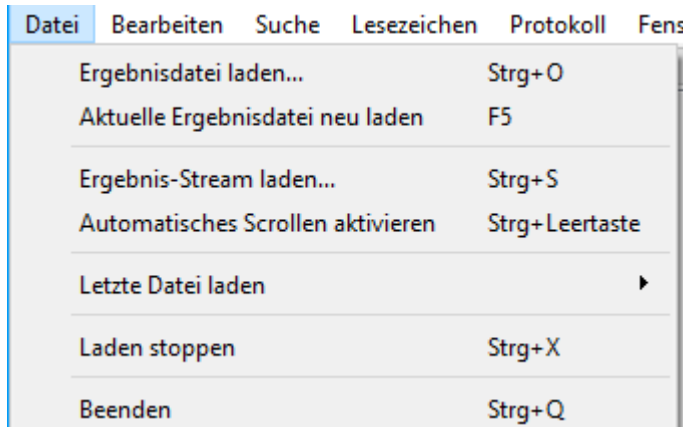 Datei Bearbeiten Suche Lesezeichen Protokoll Fens
Ergebnisdatei laden... Strg+O
Aktuelle Ergebnisdatei neu laden F5
Ergebnis-Stream laden... Strg+S
Automatisches Scrollen aktivieren Strg+Leertaste
Letzte Datei laden
Laden stoppen Strg+X
Beenden Strg+Q